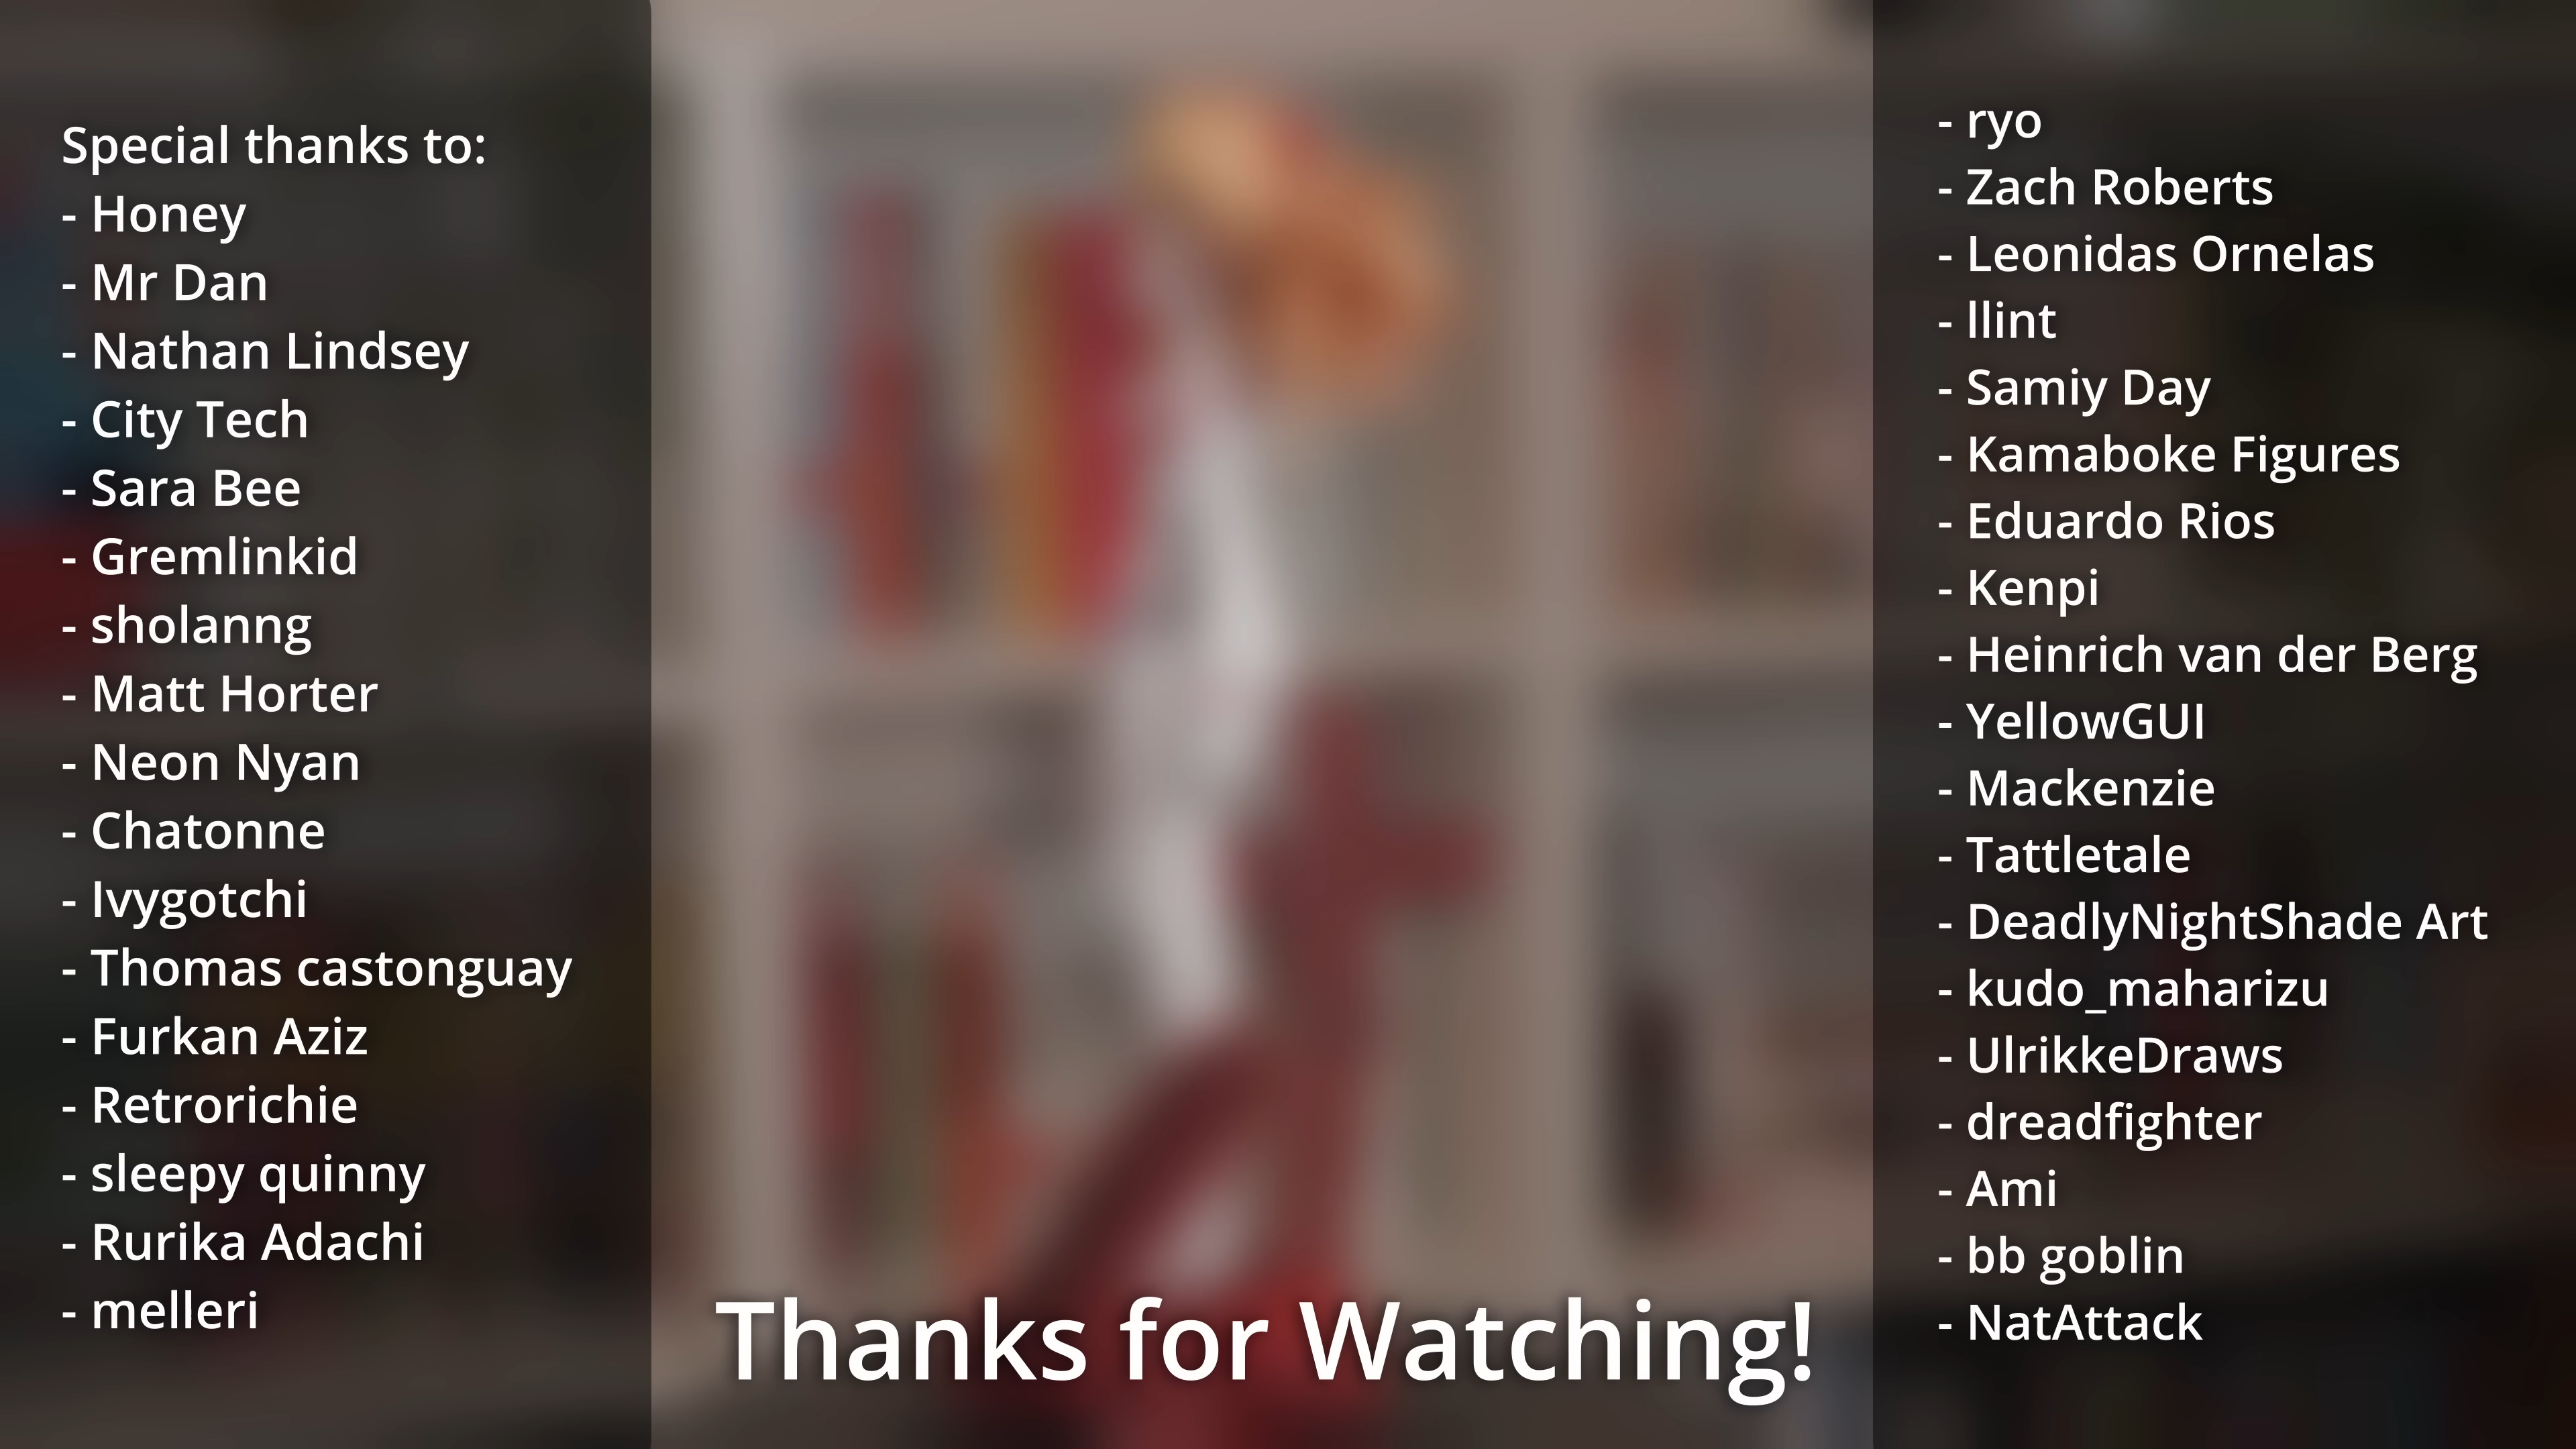 Special thanks to:
- Honey
- Mr Dan
- Nathan Lindsey
- City Tech
- Sara Bee
- Gremlinkid
- sholanng
- Matt Horter
- Neon Nyan
- Chatonne
- Ivygotchi
- Thomas castonguay
- Furkan Aziz
- Retrorichie
- sleepy quinny
- Rurika Adachi
- melleri
Thanks for Watching!
- ryo
- Zach Roberts
- Leonidas Ornelas
- llint
- Samiy Day
- Kamaboke Figures
- Eduardo Rios
- Kenpi
- Heinrich van der Berg
- YellowGUI
- Mackenzie
- Tattletale
- DeadlyNightShade Art
- kudo_maharizu
- UlrikkeDraws
- dreadfighter
- Ami
- bb goblin
- NatAttack